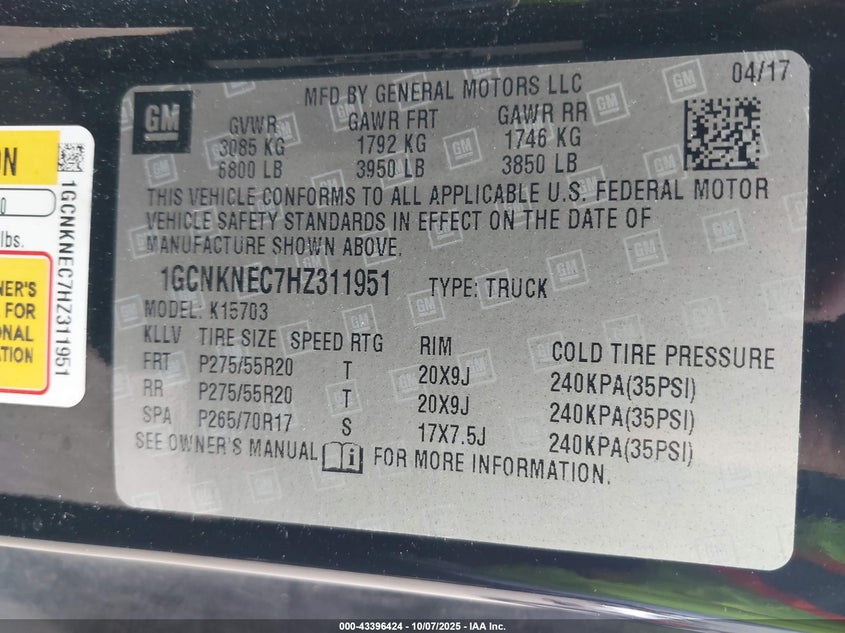 GM
MFD BY GENERAL MOTORS LLC
04/17
GVWR GAWR FRT GAWR RR
3085 KG 1792 KG 1746 KG
6800 LB 3950 LB 3850 LB
THIS VEHICLE CONFORMS TO ALL APPLICABLE U.S. FEDERAL MOTOR
VEHICLE SAFETY STANDARDS IN EFFECT ON THE DATE OF
MANUFACTURE SHOWN ABOVE.
1GCNKNEC7HZ311951 TYPE: TRUCK
MODEL: K15703
KLLV TIRE SIZE SPEED RTG RIM COLD TIRE PRESSURE
FRT P275/55R20 T 20X9J 240KPA(35PSI)
RR P275/55R20 T 20X9J 240KPA(35PSI)
SPA P265/70R17 S 17X7.5J 240KPA(35PSI)
SEE OWNER'S MANUAL FOR MORE INFORMATION.
lbs.
FOR
1GCNKNEC7HZ311951
000-43396424 - 10/07/2025 - IAA Inc.